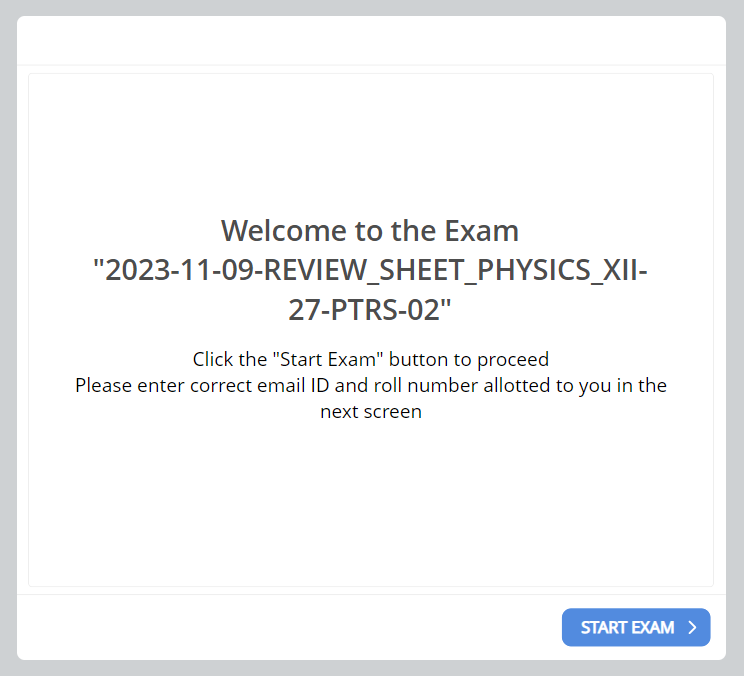 Welcome to the Exam
"2023-11-09-REVIEW_SHEET_PHYSICS_XII-
27-PTRS-02"
Click the "Start Exam" button to proceed
Please enter correct email ID and roll number allotted to you in the
next screen
START EXAM